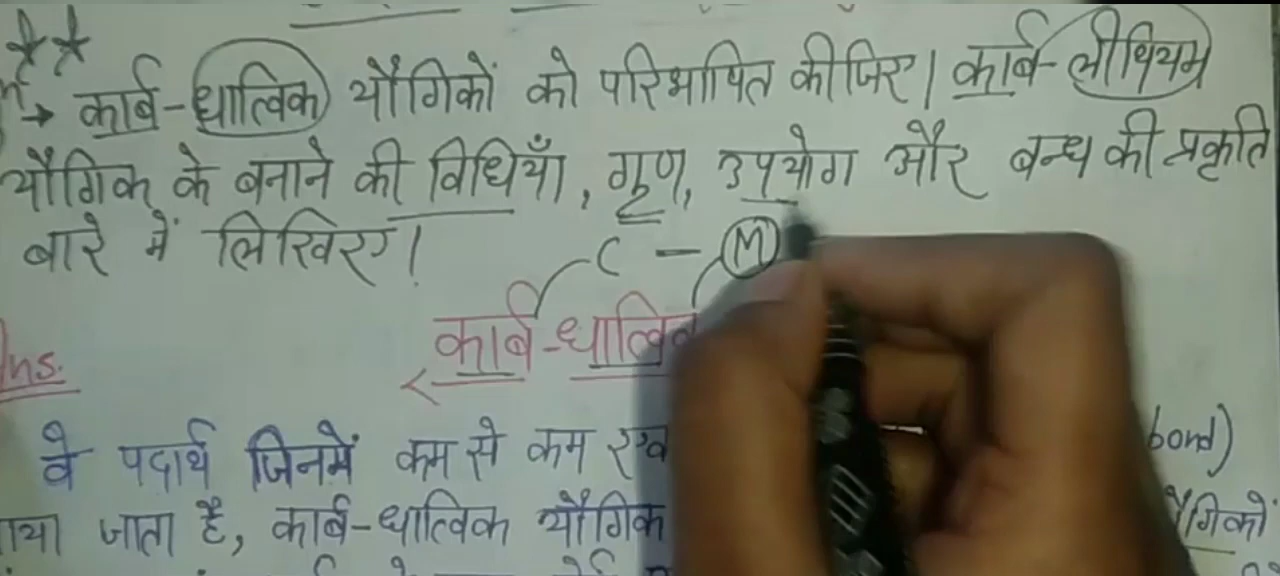 → कार्ब-धात्विक यौगिकों को परिभाषित कीजिए। कार्ब-लीथियम
यौगिक के बनाने की विधियाँ, गुण, उपयोग और बन्ध की प्रकृति
बारे में लिखिए।
C - M
कार्ब-धात्वि
Ans.
वे पदार्थ जिनमें कम से कम एक bond)
जाता है, कार्ब-धात्विक यौगिक